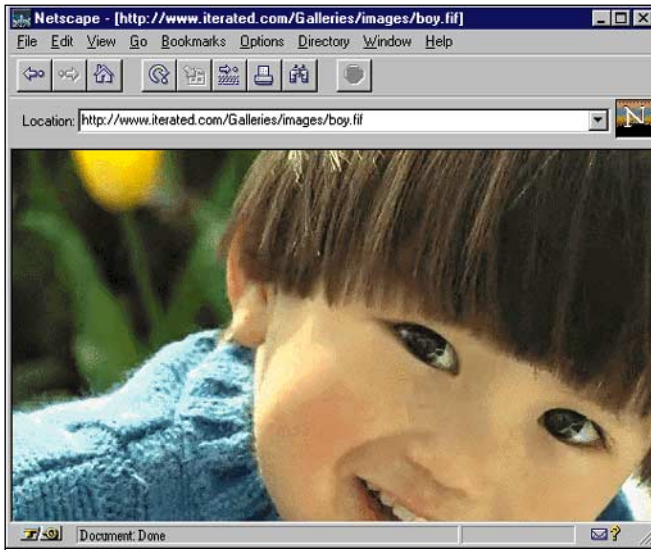 Netscape - [http://www.iterated.com/Galleries/images/boy.fif]
File Edit View Go Bookmarks Options Directory Window Help
Location: http://www.iterated.com/Galleries/images/boy.fif
N
Document: Done
?